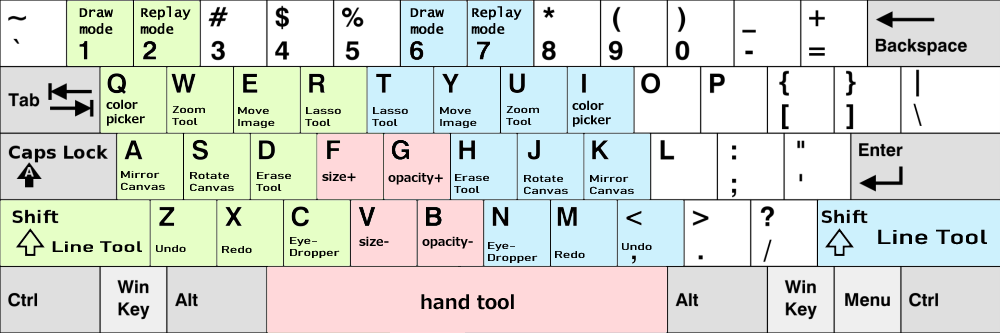 ~ ` Draw mode 1 Replay mode 2 # 3 $ 4 % 5 Draw mode 6 Replay mode 7 * 8 ( 9 ) 0 _ - + = Backspace
Tab Q color picker W Zoom Tool E Move Image R Lasso Tool T Lasso Tool Y Move Image U Zoom Tool I color picker O P { [ } ] | \
Caps Lock A A Mirror Canvas S Rotate Canvas D Erase Tool F size+ G opacity+ H Erase Tool J Rotate Canvas K Mirror Canvas L : ; " ' Enter
Shift Line Tool Z Undo X Redo C Eye-Dropper V size- B opacity- N Eye-Dropper M Redo < Undo , > . ? / Shift Line Tool
Ctrl Win Key Alt hand tool Alt Win Key Menu Ctrl